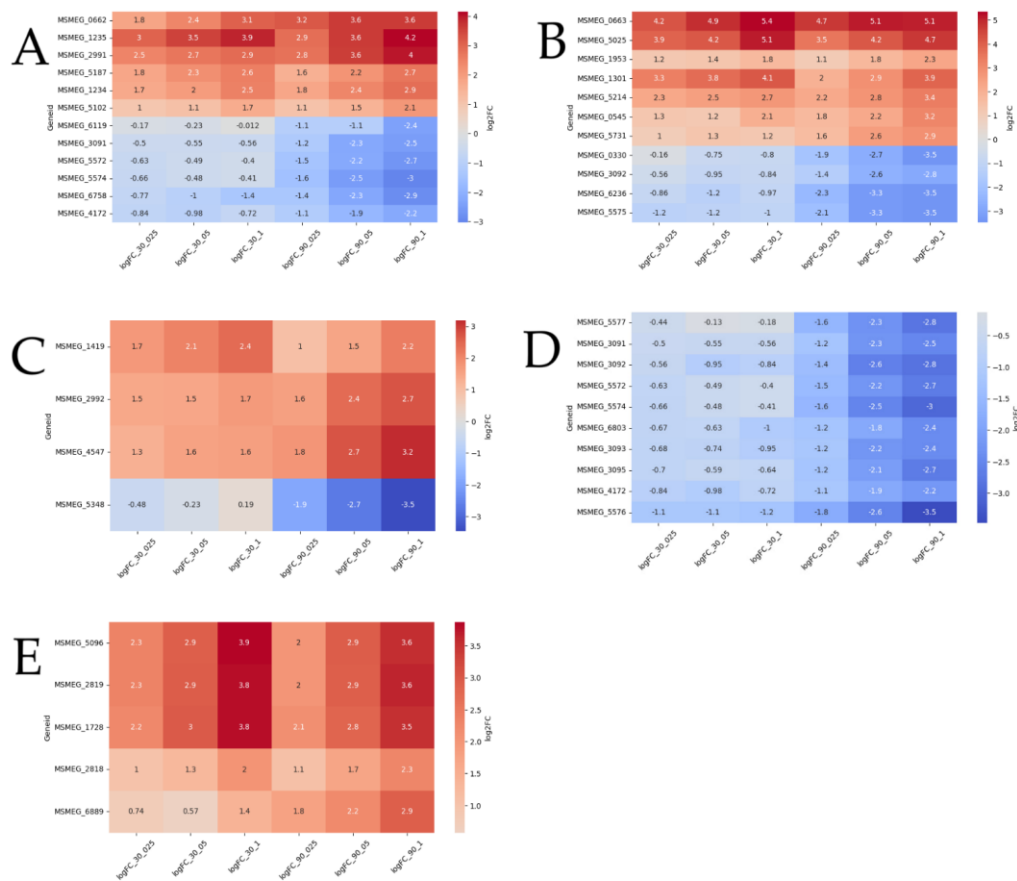 A
Geneid
MSMEG_0662 1.8 2.4 3.1 3.2 3.6 3.6
MSMEG_1235 3 3.5 3.9 2.9 3.6 4.2
MSMEG_2991 2.5 2.7 2.9 2.8 3.6 4
MSMEG_5187 1.8 2.3 2.6 1.6 2.2 2.7
MSMEG_1234 1.7 2 2.5 1.8 2.4 2.9
MSMEG_5102 1 1.1 1.7 1.1 1.5 2.1
MSMEG_6119 -0.17 -0.23 -0.012 -1.1 -1.1 -2.4
MSMEG_3091 -0.5 -0.55 -0.56 -1.2 -2.3 -2.5
MSMEG_5572 -0.63 -0.49 -0.4 -1.5 -2.2 -2.7
MSMEG_5574 -0.66 -0.48 -0.41 -1.6 -2.5 -3
MSMEG_6758 -0.77 -1 -1.4 -1.4 -2.3 -2.9
MSMEG_4172 -0.84 -0.98 -0.72 -1.1 -1.9 -2.2
logFC_30_025 logFC_30_05 logFC_30_1 logFC_90_025 logFC_90_05 logFC_90_1
4
3
2
1
0
−1
−2
−3
log2FC
B
Geneid
MSMEG_0663 4.2 4.9 5.4 4.7 5.1 5.1
MSMEG_5025 3.9 4.2 5.1 3.5 4.2 4.7
MSMEG_1953 1.2 1.4 1.8 1.1 1.8 2.3
MSMEG_1301 3.3 3.8 4.1 2 2.9 3.9
MSMEG_5214 2.3 2.5 2.7 2.2 2.8 3.4
MSMEG_0545 1.3 1.2 2.1 1.8 2.2 3.2
MSMEG_5731 1 1.3 1.2 1.6 2.6 2.9
MSMEG_0330 -0.16 -0.75 -0.8 -1.9 -2.7 -3.5
MSMEG_3092 -0.56 -0.95 -0.84 -1.4 -2.6 -2.8
MSMEG_6236 -0.86 -1.2 -0.97 -2.3 -3.3 -3.5
MSMEG_5575 -1.2 -1.2 -1 -2.1 -3.3 -3.5
logFC_30_025 logFC_30_05 logFC_30_1 logFC_90_025 logFC_90_05 logFC_90_1
5
4
3
2
1
0
−1
−2
−3
log2FC
C
Geneid
MSMEG_1419 1.7 2.1 2.4 1 1.5 2.2
MSMEG_2992 1.5 1.5 1.7 1.6 2.4 2.7
MSMEG_4547 1.3 1.6 1.6 1.8 2.7 3.2
MSMEG_5348 -0.48 -0.23 0.19 -1.9 -2.7 -3.5
logFC_30_025 logFC_30_05 logFC_30_1 logFC_90_025 logFC_90_05 logFC_90_1
3
2
1
0
−1
−2
−3
log2FC
D
Geneid
MSMEG_5577 -0.44 -0.13 -0.18 -1.6 -2.3 -2.8
MSMEG_3091 -0.5 -0.55 -0.56 -1.2 -2.3 -2.5
MSMEG_3092 -0.56 -0.95 -0.84 -1.4 -2.6 -2.8
MSMEG_5572 -0.63 -0.49 -0.4 -1.5 -2.2 -2.7
MSMEG_5574 -0.66 -0.48 -0.41 -1.6 -2.5 -3
MSMEG_6803 -0.67 -0.63 -1 -1.2 -1.8 -2.4
MSMEG_3093 -0.68 -0.74 -0.95 -1.2 -2.2 -2.4
MSMEG_3095 -0.7 -0.59 -0.64 -1.2 -2.1 -2.7
MSMEG_4172 -0.84 -0.98 -0.72 -1.1 -1.9 -2.2
MSMEG_5576 -1.1 -1.1 -1.2 -1.8 -2.6 -3.5
logFC_30_025 logFC_30_05 logFC_30_1 logFC_90_025 logFC_90_05 logFC_90_1
−0.5
−1.0
−1.5
−2.0
−2.5
−3.0
log2FC
E
Geneid
MSMEG_5096 2.3 2.9 3.9 2 2.9 3.6
MSMEG_2819 2.3 2.9 3.8 2 2.9 3.6
MSMEG_1728 2.2 3 3.8 2.1 2.8 3.5
MSMEG_2818 1 1.3 2 1.1 1.7 2.3
MSMEG_6889 0.74 0.57 1.4 1.8 2.2 2.9
logFC_30_025 logFC_30_05 logFC_30_1 logFC_90_025 logFC_90_05 logFC_90_1
3.5
3.0
2.5
2.0
1.5
1.0
log2FC